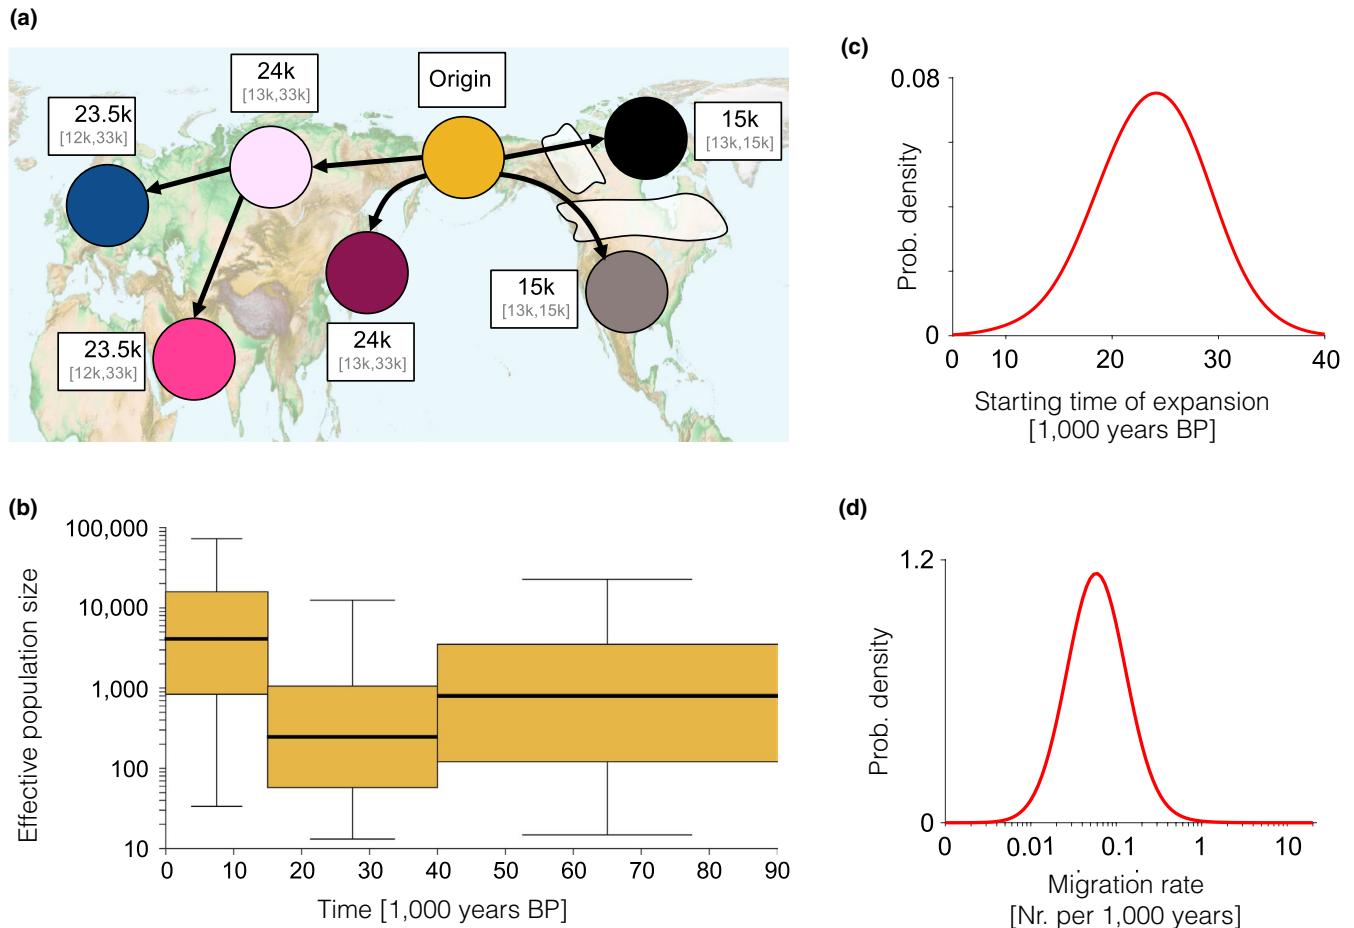 (a)
24k
[13k,33k]
Origin
23.5k
[12k,33k]
15k
[13k,15k]
15k
[13k,15k]
23.5k
[12k,33k]
24k
[13k,33k]
(c)
0.08
Prob. density
0
0 10 20 30 40
Starting time of expansion
[1,000 years BP]
(b)
100,000
10,000
1,000
100
10
Effective population size
0 10 20 30 40 50 60 70 80 90
Time [1,000 years BP]
(d)
1.2
Prob. density
0
0 0.01 0.1 1 10
Migration rate
[Nr. per 1,000 years]